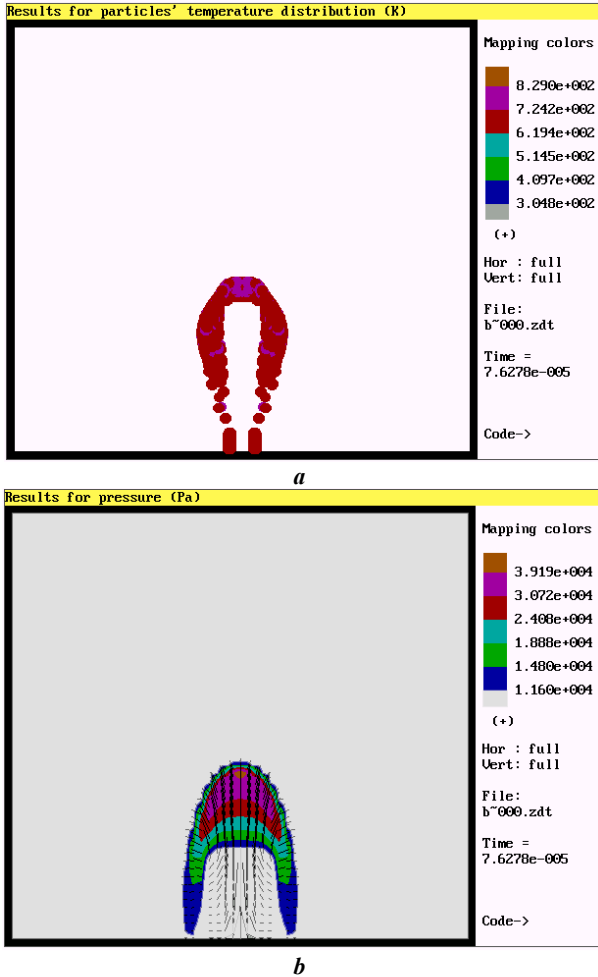 Results for particles' temperature distribution (K)
Mapping colors
8.290e+002
7.242e+002
6.194e+002
5.145e+002
4.097e+002
3.048e+002
(+)
Hor : full
Vert: full
File:
b~000.zdt
Time =
7.6278e-005
Code->
a
Results for pressure (Pa)
Mapping colors
3.919e+004
3.072e+004
2.408e+004
1.888e+004
1.480e+004
1.160e+004
(+)
Hor : full
Vert: full
File:
b~000.zdt
Time =
7.6278e-005
Code->
b